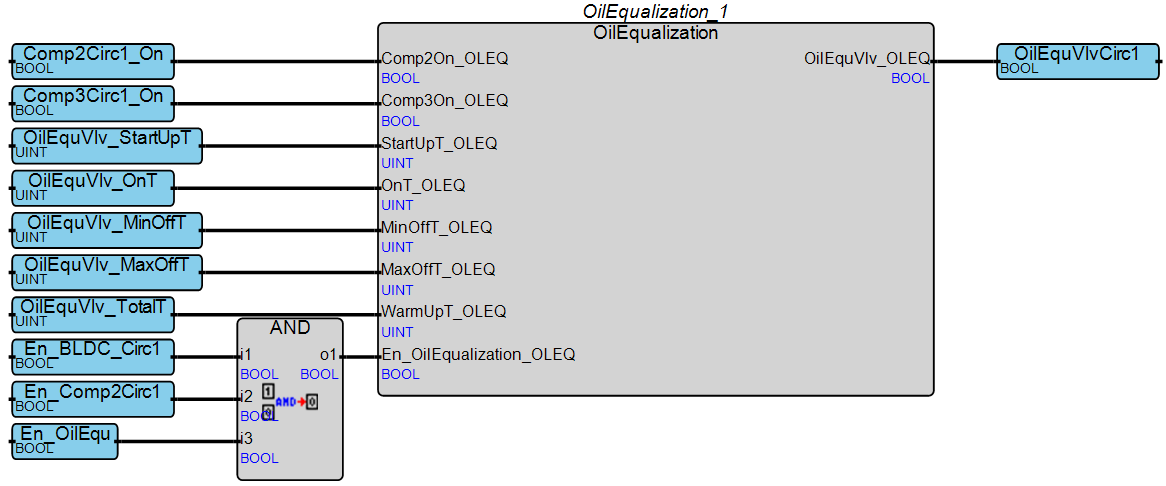 OilEqualization_1
OilEqualization
Comp2Circ1_On
BOOL
Comp2On_OLEQ
BOOL
OilEquVlv_OLEQ
BOOL
OilEquVlvCirc1
BOOL
Comp3Circ1_On
BOOL
Comp3On_OLEQ
BOOL
OilEquVlv_StartUpT
UINT
StartUpT_OLEQ
UINT
OilEquVlv_OnT
UINT
OnT_OLEQ
UINT
OilEquVlv_MinOffT
UINT
MinOffT_OLEQ
UINT
OilEquVlv_MaxOffT
UINT
MaxOffT_OLEQ
UINT
OilEquVlv_TotalT
UINT
WarmUpT_OLEQ
UINT
AND
En_BLDC_Circ1
BOOL
i1
BOOL
o1
BOOL
En_OilEqualization_OLEQ
BOOL
En_Comp2Circ1
BOOL
i2
BOOL
1
0
AND
0
En_OilEqu
BOOL
i3
BOOL